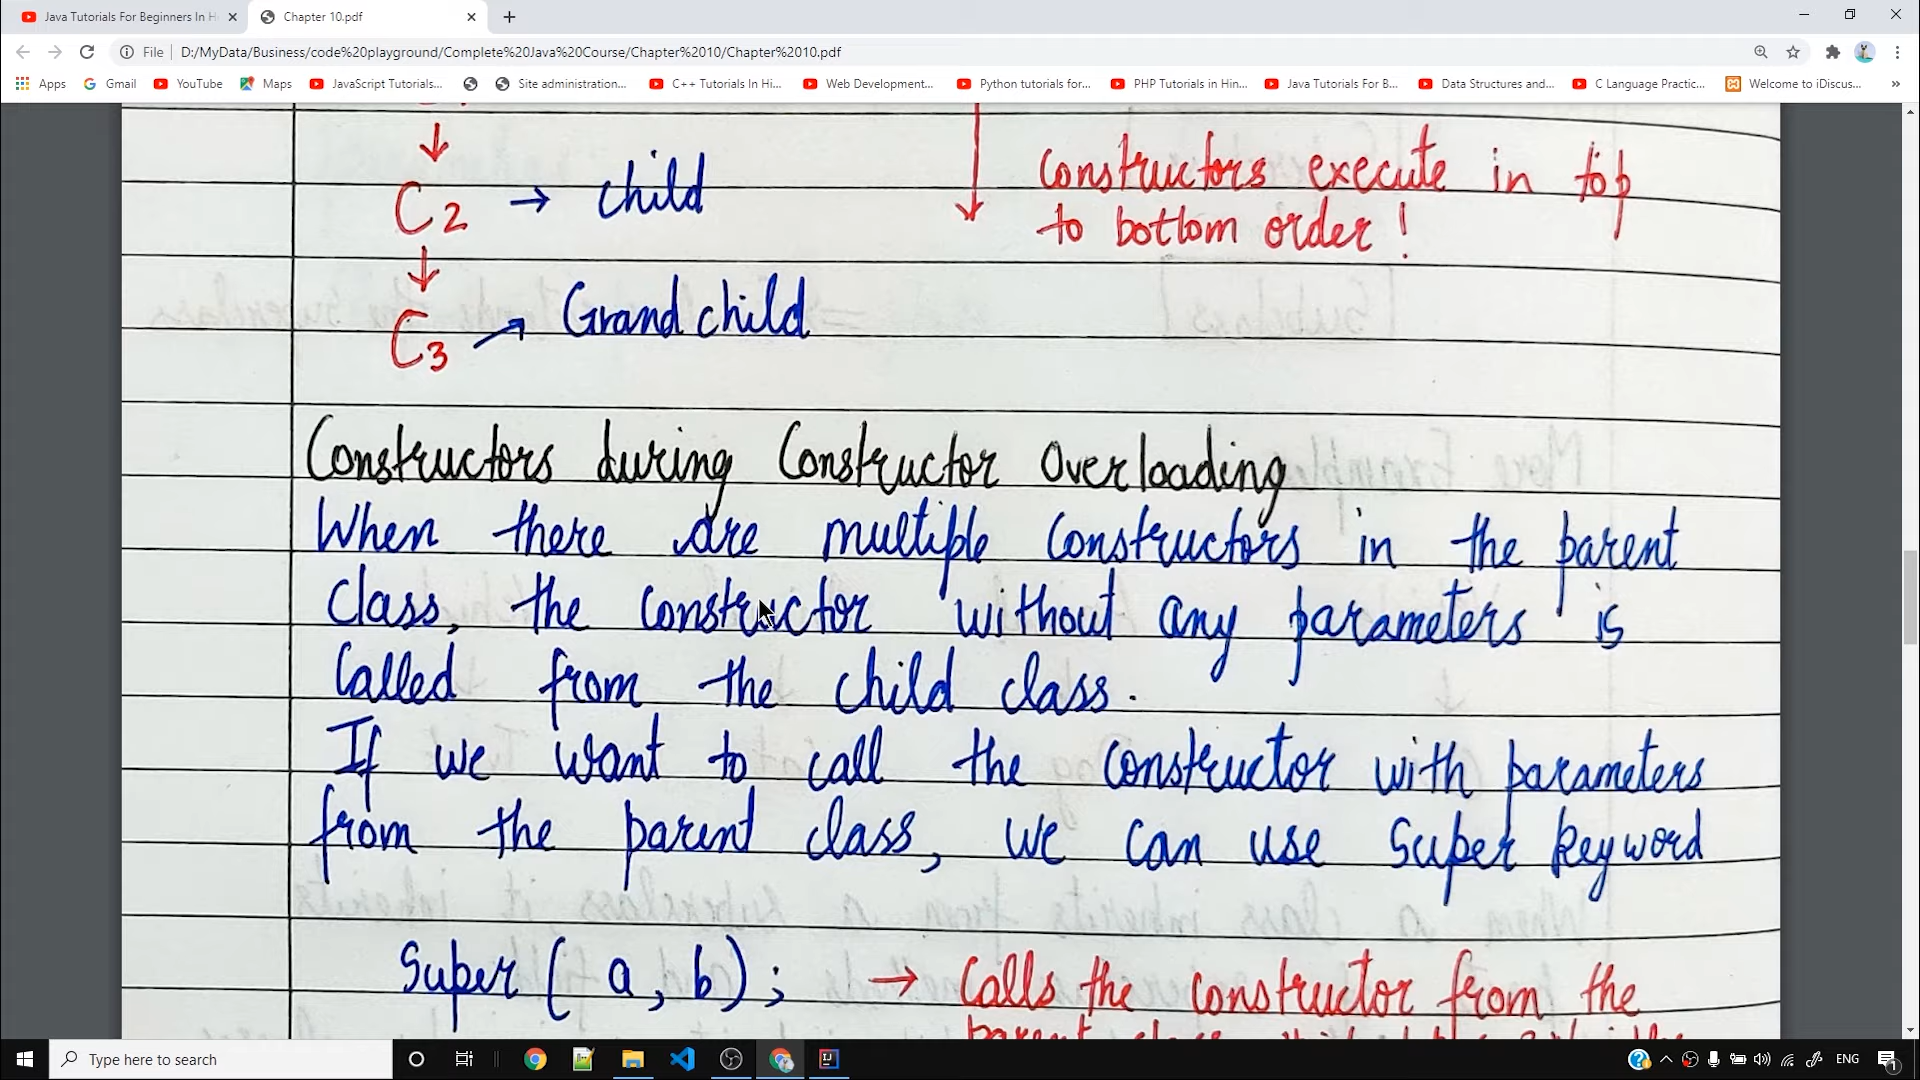 Java Tutorials For Beginners In H
Chapter 10.pdf
File
D:/MyData/Business/code%20playground/Complete%20Java%20Course/Chapter%2010/Chapter%2010.pdf
Apps Gmail YouTube Maps JavaScript Tutorials... Site administration... C++ Tutorials In Hi... Web Development... Python tutorials for... PHP Tutorials in Hin... Java Tutorials For B... Data Structures and... C Language Practic... Welcome to iDiscus... »
↓
C2 → child
Constructors execute in top
to bottom order!
↓
C3 → Grandchild
Constructors during Constructor Overloading
When there are multiple constructors in the parent
class, the constructor without any parameters is
called from the child class.
If we want to call the constructor with parameters
from the parent class, we can use super keyword
Super ( a, b); → Calls the constructor from the
Type here to search
ENG
1